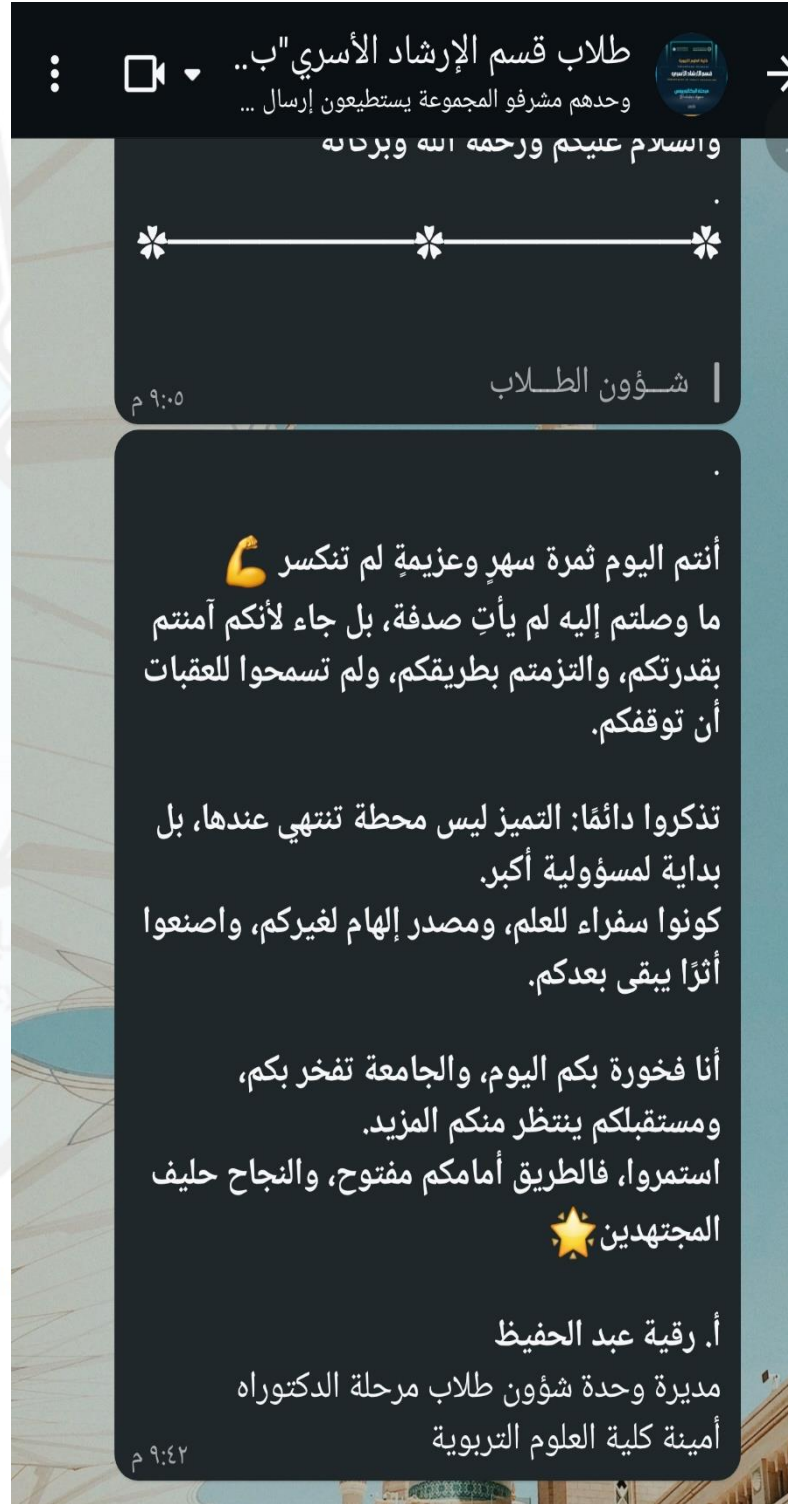 طلاب قسم الإرشاد الأسري"ب..
وحدهم مشرفو المجموعة يستطيعون إرسال ...
والسلام عليكم ورحمة الله وبركاته
.
شـــؤون الطـــلاب
٩:٠٥ م
.
أنتم اليوم ثمرة سهرٍ وعزيمةٍ لم تنكسر 💪
ما وصلتم إليه لم يأتِ صدفة، بل جاء لأنكم آمنتم
بقدرتكم، والتزمتم بطريقكم، ولم تسمحوا للعقبات
أن توقفكم.
تذكروا دائمًا: التميز ليس محطة تنتهي عندها، بل
بداية لمسؤولية أكبر.
كونوا سفراء للعلم، ومصدر إلهام لغيركم، واصنعوا
أثرًا يبقى بعدكم.
أنا فخورة بكم اليوم، والجامعة تفخر بكم،
ومستقبلكم ينتظر منكم المزيد.
استمروا، فالطريق أمامكم مفتوح، والنجاح حليف
المجتهدين🌟
أ. رقية عبد الحفيظ
مديرة وحدة شؤون طلاب مرحلة الدكتوراه
أمينة كلية العلوم التربوية
٩:٤٢ م